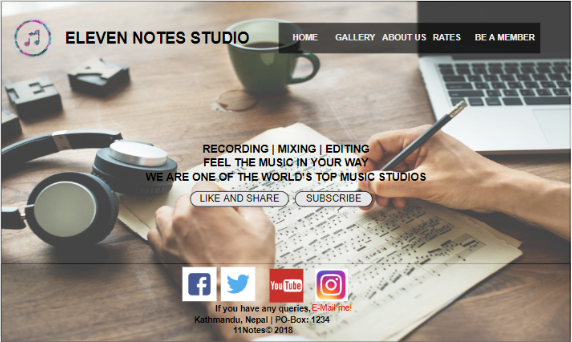 ELEVEN NOTES STUDIO
HOME GALLERY ABOUT US RATES BE A MEMBER
RECORDING | MIXING | EDITING
FEEL THE MUSIC IN YOUR WAY
WE ARE ONE OF THE WORLD'S TOP MUSIC STUDIOS
LIKE AND SHARE SUBSCRIBE
YouTube
If you have any queries, E-Mail me!
Kathmandu, Nepal | PO-Box: 1234
11Notes© 2018